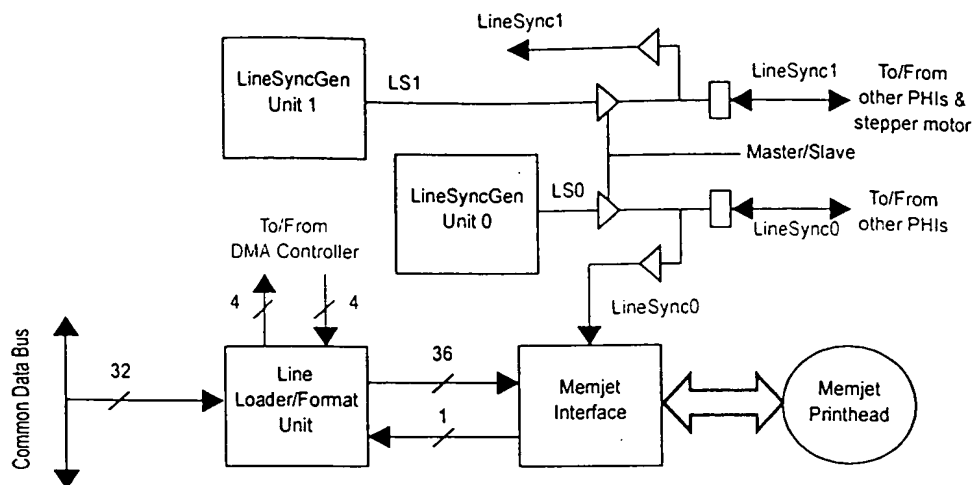 LineSync1
LineSyncGen
Unit 1
LS1
LineSync1
To/From
other PHIs &
stepper motor
Master/Slave
LineSyncGen
Unit 0
LS0
To/From
other PHIs
LineSync0
To/From
DMA Controller
4
4
LineSync0
Common Data Bus
32
Line
Loader/Format
Unit
36
1
Memjet
Interface
Memjet
Printhead